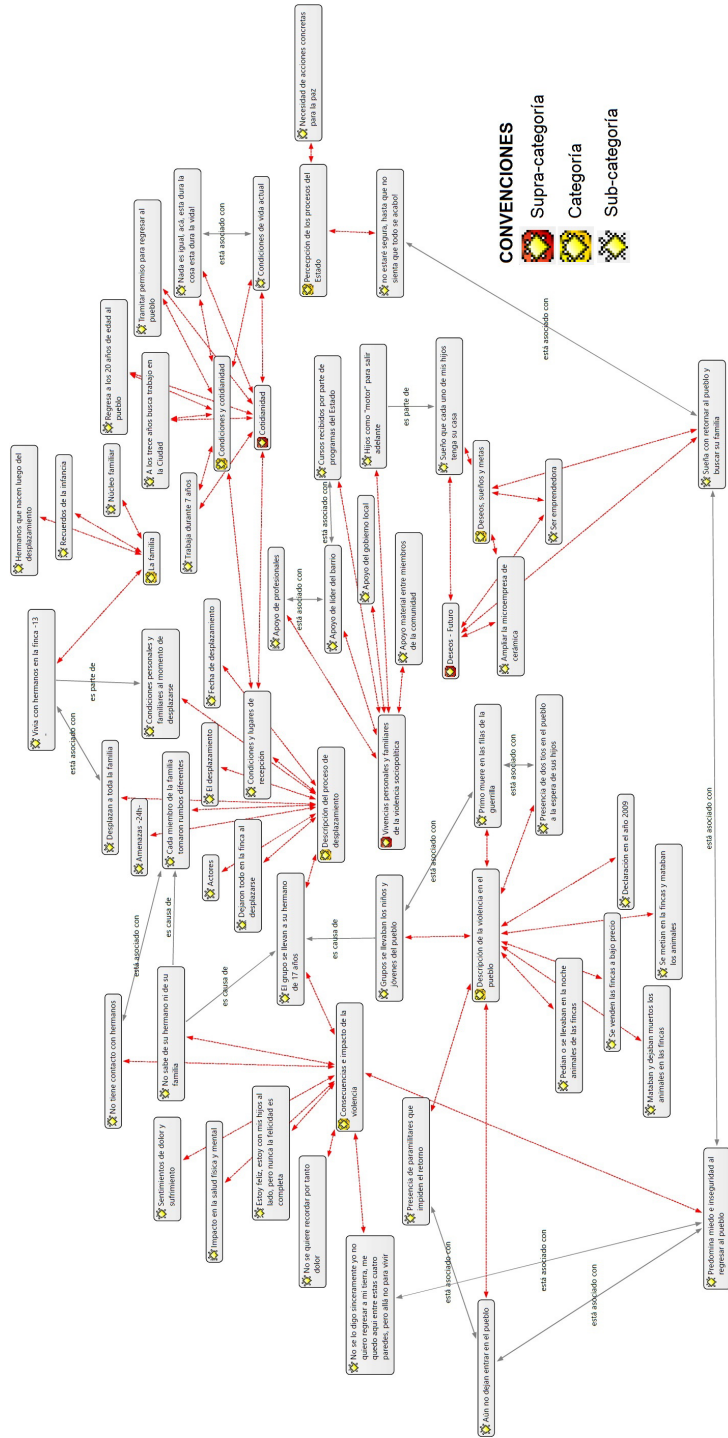 No tiene contacto con hermanos
No sabe de su hermano ni de su
familia
Sentimientos de dolor y
sufrimiento
Impacto en la salud física y mental
Estoy feliz, estoy con mis hijos al
lado, pero nunca la felicidad es
completa
No se quiere recordar por tanto
dolor
No se lo digo sinceramente yo no
quiero regresar a mi tierra, me
quedo aqui entre estas cuatro
paredes, pero allá no para vivir
Presencia de paramilitares que
impiden el retorno
Aún no dejan entrar en el pueblo
Predomina miedo e inseguridad al
regresar al pueblo
Consecuencias e impacto de la
violencia
está asociado con
es causa de
es causa de
es causa de
está asociado con
está asociado con
está asociado con
Vivia con hermanos en la finca -13
-
está asociado con
es parte de
Desplazan a toda la familia
Condiciones personales y
familiares al momento de
desplazarse
Amenazas -24h-
Cada miembro de la familia
tomaron rumbos diferentes
El desplazamiento
Fecha de desplazamiento
Actores
Dejaron todo en la finca al
desplazarse
Condiciones y lugares de
recepción
Descripción del proceso de
desplazamiento
El grupo se llevan a su hermano
de 17 años
Grupos se llevaban los niños y
jóvenes del pueblo
Vivencias personales y familiares
de la violencia sociopolítica
está asociado con
Primo muere en las filas de la
guerrilla
está asociado con
Presencia de dos tios en el pueblo
a la espera de sus hijos
Descripción de la violencia en el
pueblo
Declaración en el año 2009
Se metian en la fincas y mataban
los animales
Pedian o se llevaban en la noche
animales de las fincas
Se venden las fincas a bajo precio
Mataban y dejaban muertos los
animales en las fincas
Hermanos que nacen luego del
desplazamiento
Recuerdos de la infancia
Núcleo familiar
La familia
Regresa a los 20 años de edad al
pueblo
Tramitar permiso para regresar al
pueblo
A los trece años busca trabajo en
la Ciudad
Nada es igual, acá, esta dura la
cosa esta dura la vida!
está asociado con
Condiciones de vida actual
Trabaja durante 7 años
Condiciones y cotidianidad
Cotidianidad
Apoyo de profesionales
está asociado con
Apoyo de líder del barrio
está asociado con
Cursos recibidos por parte de
programas del Estado
Apoyo del gobierno local
Hijos como "motor" para salir
adelante
Apoyo material entre miembros
de la comunidad
es parte de
Sueño que cada uno de mis hijos
tenga su casa
Deseos - Futuro
Deseos, sueños y metas
Ampliar la microempresa de
cerámica
Ser emprendedora
Necesidad de acciones concretas
para la paz
Percecpción de los procesos del
Estado
no estaré segura, hasta que no
sienta que todo se acabo!
está asociado con
Sueña con retornar al pueblo y
buscar su familia
está asociado con
CONVENCIONES
Supra-categoría
Categoría
Sub-categoría